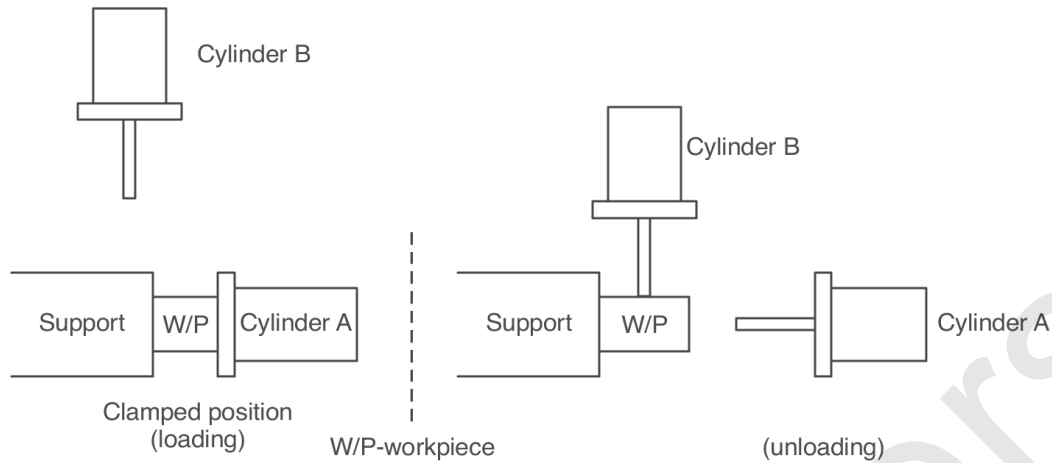 Cylinder B
Cylinder B
Support
W/P
Cylinder A
Support
W/P
Cylinder A
Clamped position
(loading)
W/P-workpiece
(unloading)